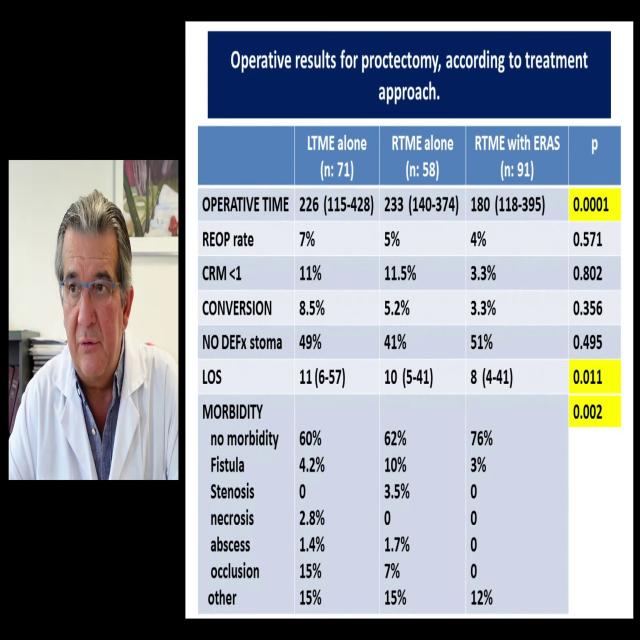 Operative results for proctectomy, according to treatment
approach.
LTME alone (n: 71) RTME alone (n: 58) RTME with ERAS (n: 91) p
OPERATIVE TIME 226 (115-428) 233 (140-374) 180 (118-395) 0.0001
REOP rate 7% 5% 4% 0.571
CRM <1 11% 11.5% 3.3% 0.802
CONVERSION 8.5% 5.2% 3.3% 0.356
NO DEFx stoma 49% 41% 51% 0.495
LOS 11 (6-57) 10 (5-41) 8 (4-41) 0.011
MORBIDITY 0.002
no morbidity 60% 62% 76%
Fistula 4.2% 10% 3%
Stenosis 0 3.5% 0
necrosis 2.8% 0 0
abscess 1.4% 1.7% 0
occlusion 15% 7% 0
other 15% 15% 12%